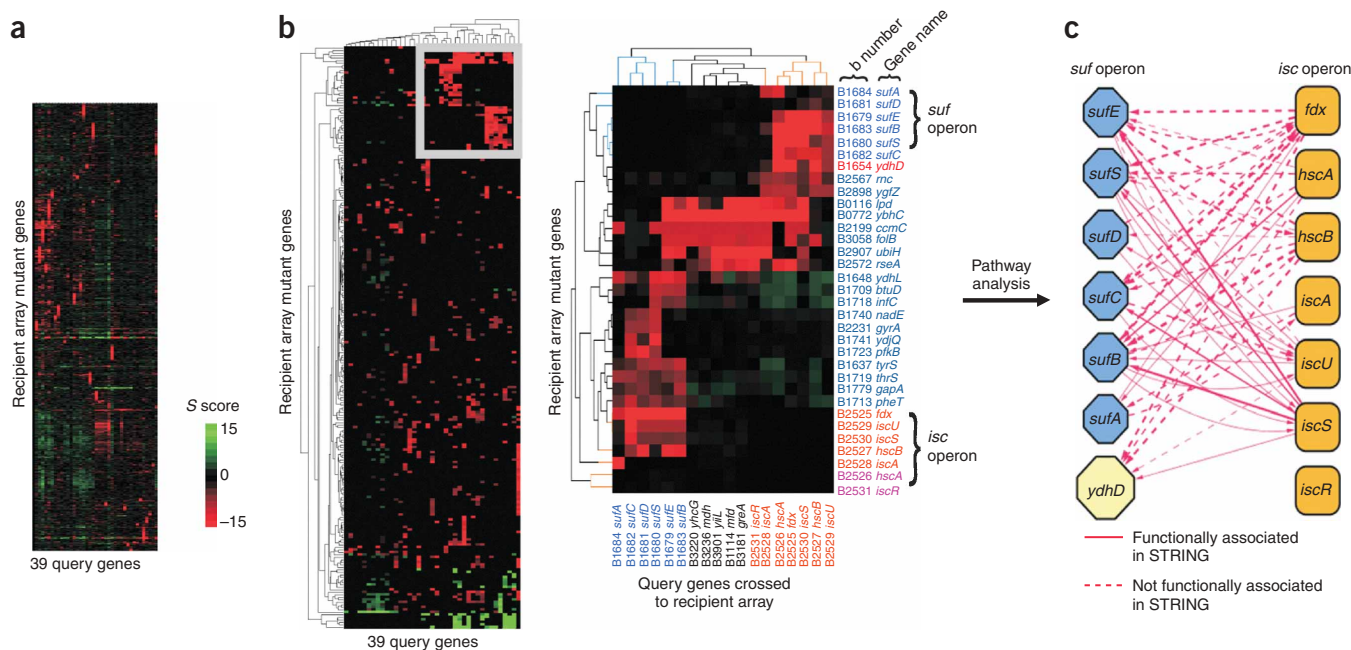 a
Recipient array mutant genes
39 query genes
S score
15
0
–15
b
Recipient array mutant genes
39 query genes
Recipient array mutant genes
b number
Gene name
B1684 sufA
B1681 sufD
B1679 sufE
B1683 sufB
B1680 sufS
B1682 sufC
B1654 ydhD
B2567 rnc
B2898 ygfZ
B0116 lpd
B0772 ybhC
B2199 ccmC
B3058 folB
B2907 ubiH
B2572 rseA
B1648 ydhL
B1709 btuD
B1718 infC
B1740 nadE
B2231 gyrA
B1741 ydjQ
B1723 pfkB
B1637 tyrS
B1719 thrS
B1779 gapA
B1713 pheT
B2525 fdx
B2529 iscU
B2530 iscS
B2527 hscB
B2528 iscA
B2526 hscA
B2531 iscR
suf
operon
isc
operon
B1684 sufA
B1682 sufC
B1681 sufD
B1680 sufS
B1679 sufE
B1683 sufB
B3220 yhcG
B3236 mdh
B3901 yiiL
B1114 mfd
B3181 greA
B2531 iscR
B2528 iscA
B2526 hscA
B2525 fdx
B2530 iscS
B2527 hscB
B2529 iscU
Query genes crossed
to recipient array
Pathway
analysis
c
suf operon
isc operon
sufE
sufS
sufD
sufC
sufB
sufA
ydhD
fdx
hscA
hscB
iscA
iscU
iscS
iscR
Functionally associated
in STRING
Not functionally associated
in STRING